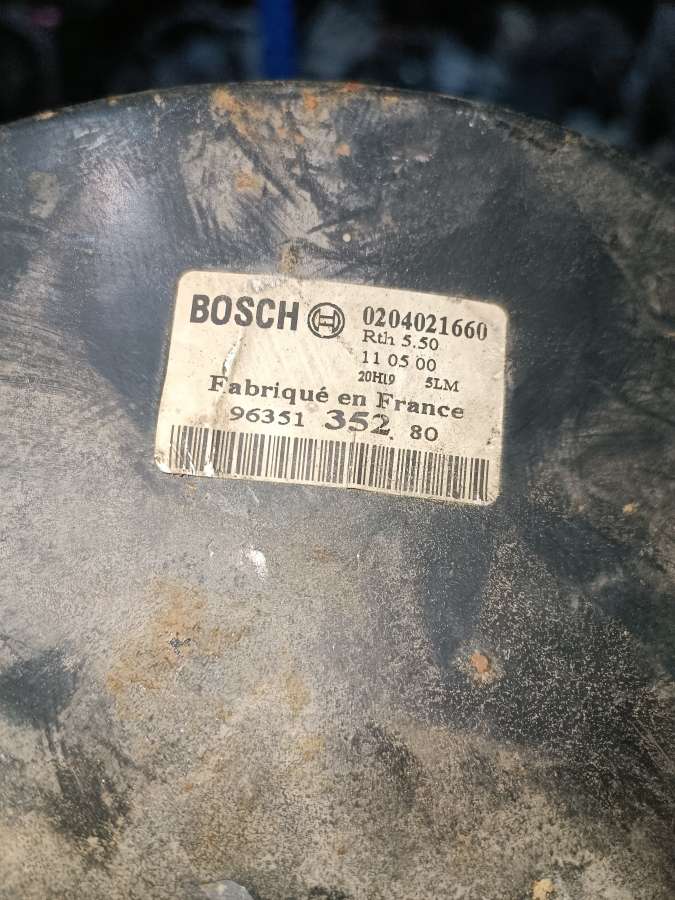 BOSCH 0204021660
Rth 5.50
11 05 00
20H19 5LM
Fabriqué en France
96351 352 80